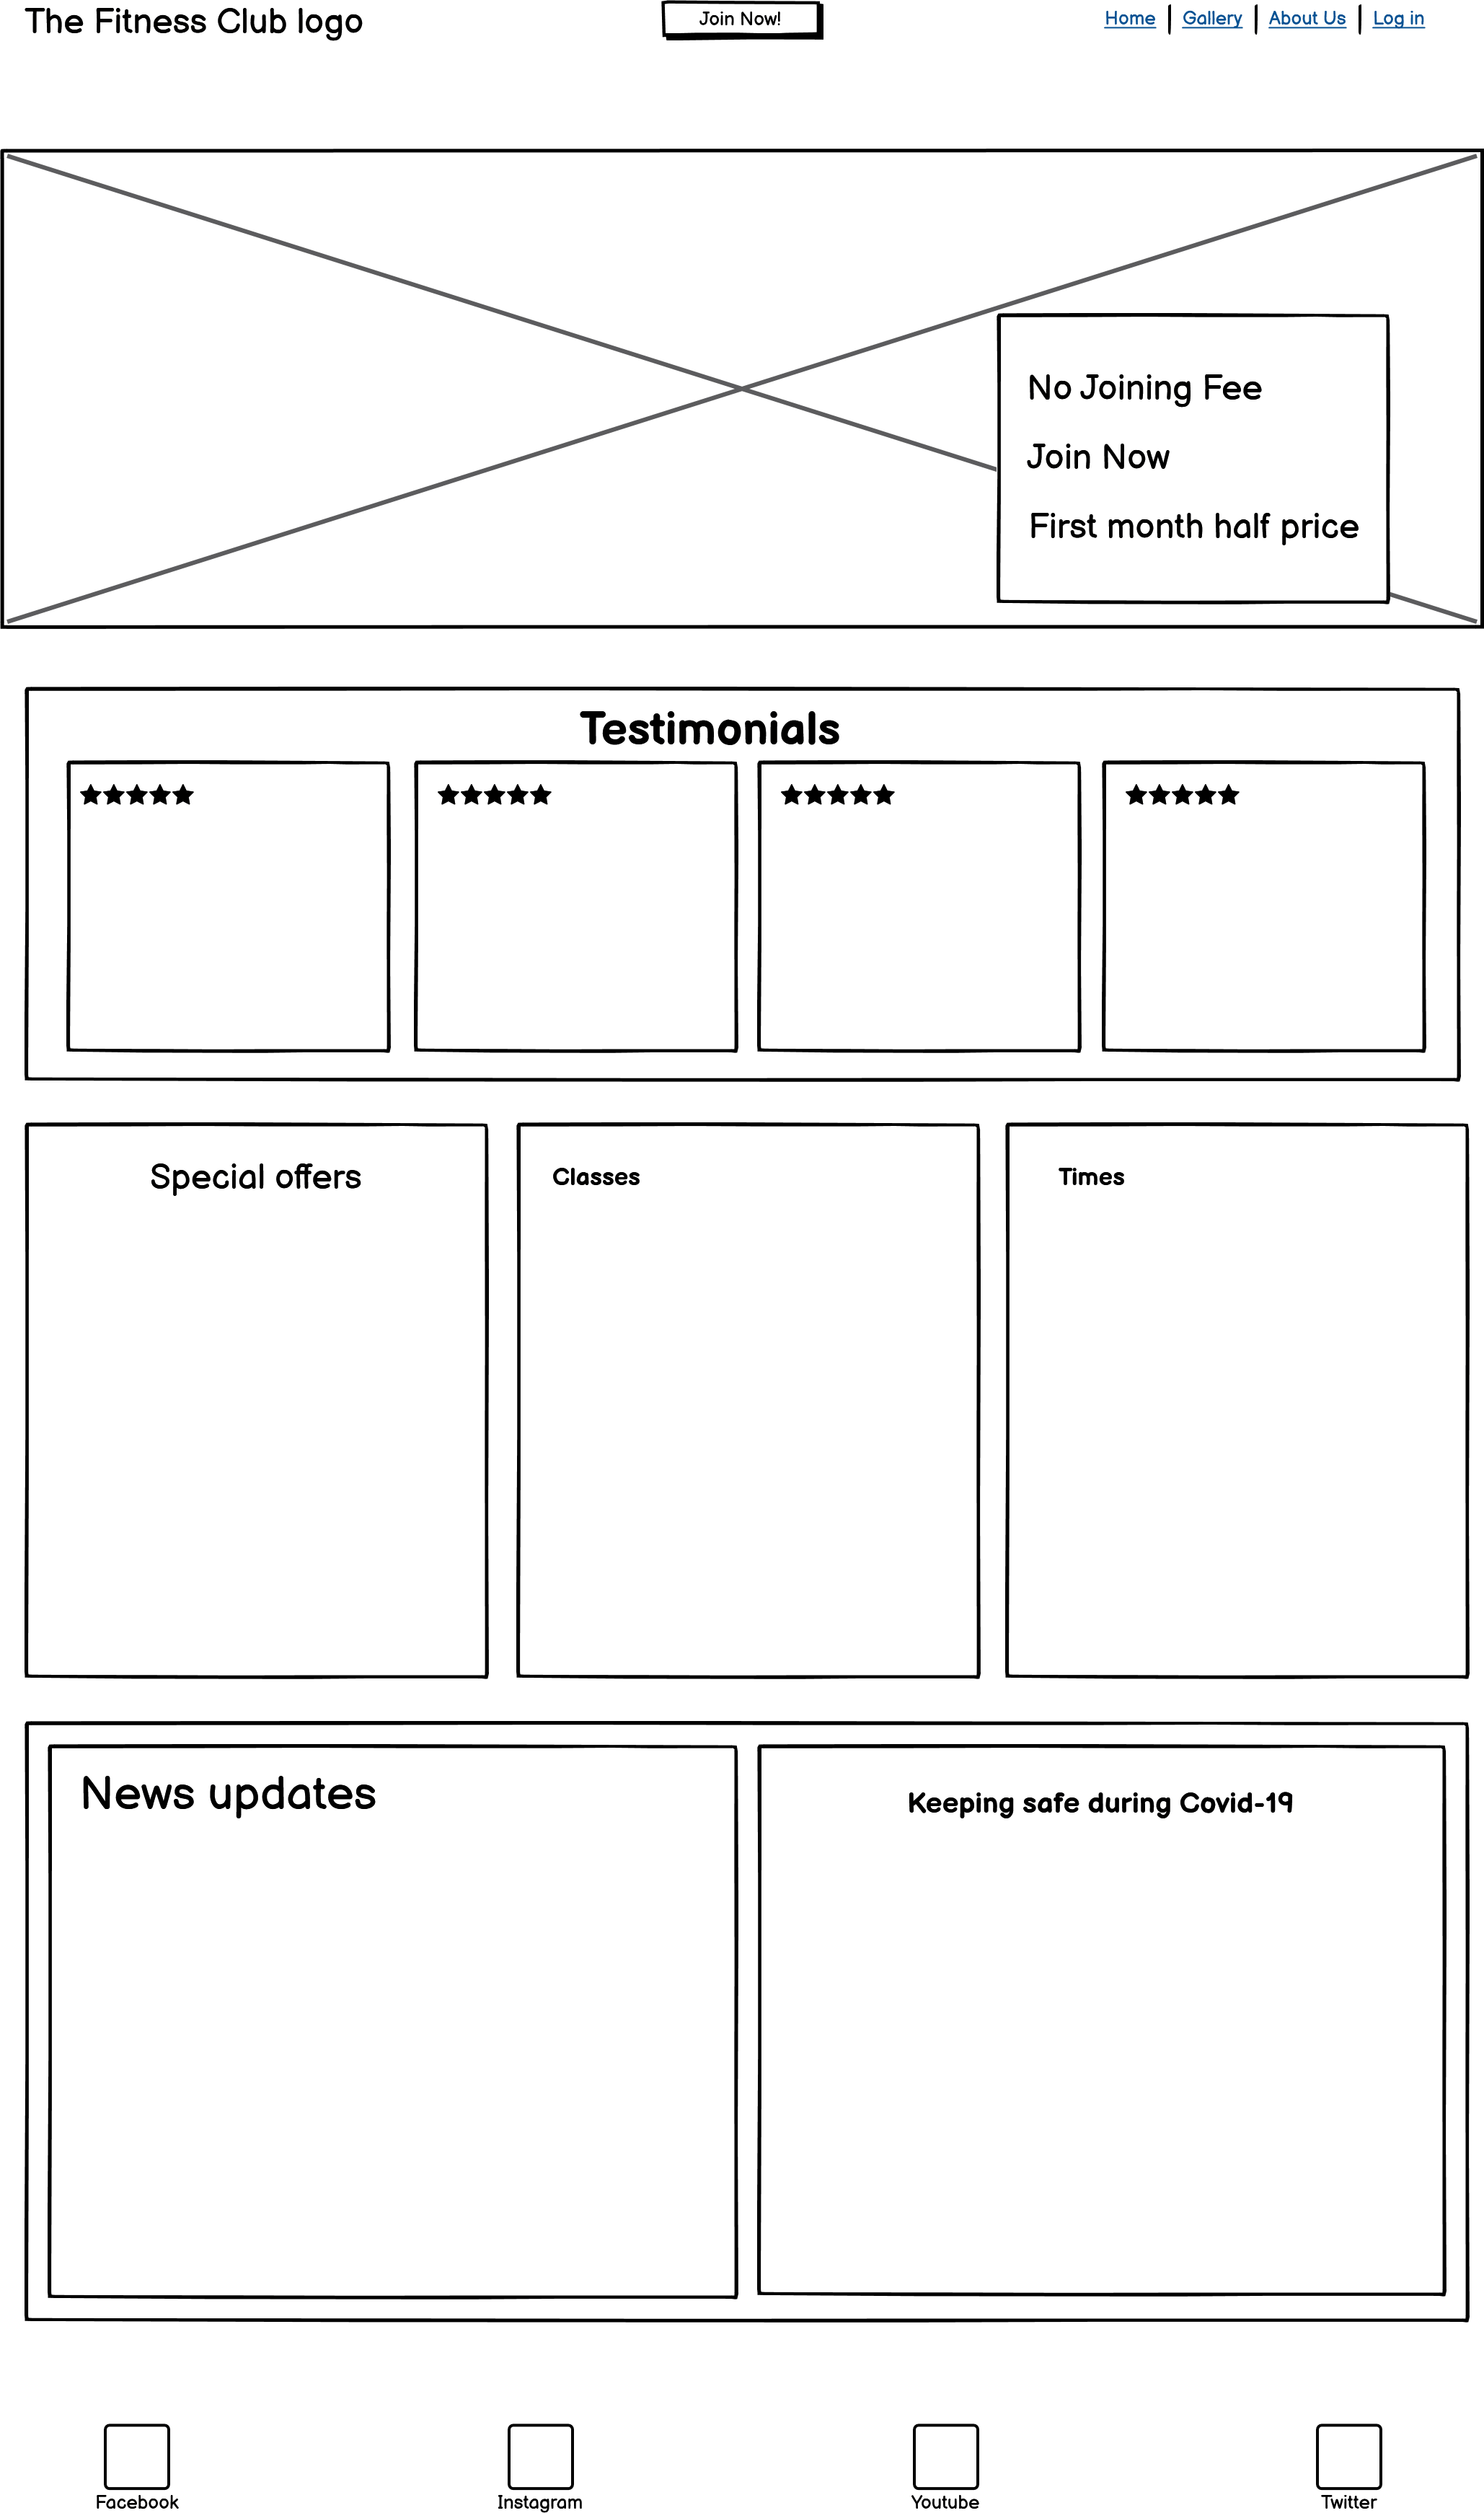 The Fitness Club logo
Join Now!
Home | Gallery | About Us | Log in
No Joining Fee
Join Now
First month half price
Testimonials
★★★★★ ★★★★★ ★★★★★ ★★★★★
Special offers
Classes
Times
News updates
Keeping safe during Covid-19
Facebook
Instagram
Youtube
Twitter